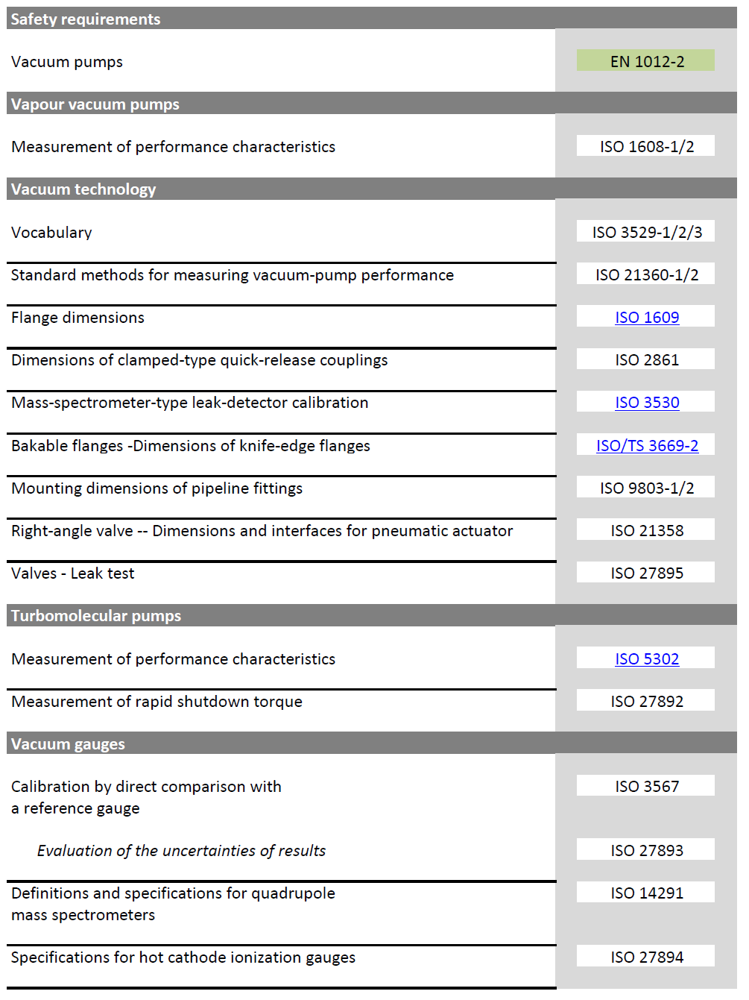 Safety requirements
Vacuum pumps EN 1012-2
Vapour vacuum pumps
Measurement of performance characteristics ISO 1608-1/2
Vacuum technology
Vocabulary ISO 3529-1/2/3
Standard methods for measuring vacuum-pump performance ISO 21360-1/2
Flange dimensions ISO 1609
Dimensions of clamped-type quick-release couplings ISO 2861
Mass-spectrometer-type leak-detector calibration ISO 3530
Bakable flanges -Dimensions of knife-edge flanges ISO/TS 3669-2
Mounting dimensions of pipeline fittings ISO 9803-1/2
Right-angle valve -- Dimensions and interfaces for pneumatic actuator ISO 21358
Valves - Leak test ISO 27895
Turbomolecular pumps
Measurement of performance characteristics ISO 5302
Measurement of rapid shutdown torque ISO 27892
Vacuum gauges
Calibration by direct comparison with ISO 3567
a reference gauge
Evaluation of the uncertainties of results ISO 27893
Definitions and specifications for quadrupole ISO 14291
mass spectrometers
Specifications for hot cathode ionization gauges ISO 27894